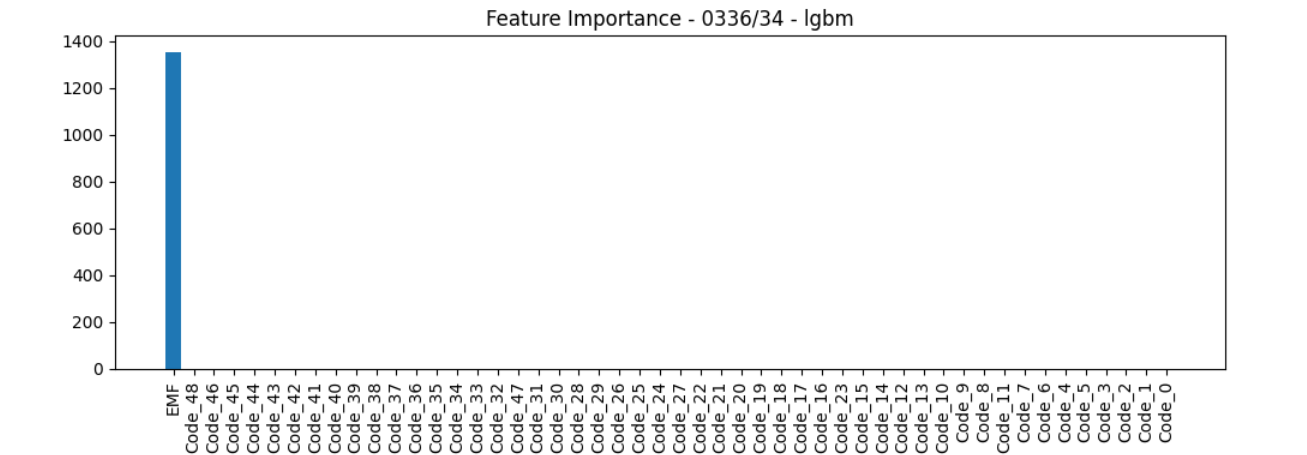 Feature Importance - 0336/34 - lgbm
1400
1200
1000
800
600
400
200
0
EMF
Code_48
Code_46
Code_45
Code_44
Code_43
Code_42
Code_41
Code_40
Code_39
Code_38
Code_37
Code_36
Code_35
Code_34
Code_33
Code_32
Code_47
Code_31
Code_30
Code_28
Code_29
Code_26
Code_25
Code_24
Code_27
Code_22
Code_21
Code_20
Code_19
Code_18
Code_17
Code_16
Code_23
Code_15
Code_14
Code_12
Code_13
Code_10
Code_9
Code_8
Code_11
Code_7
Code_6
Code_4
Code_5
Code_3
Code_2
Code_1
Code_0